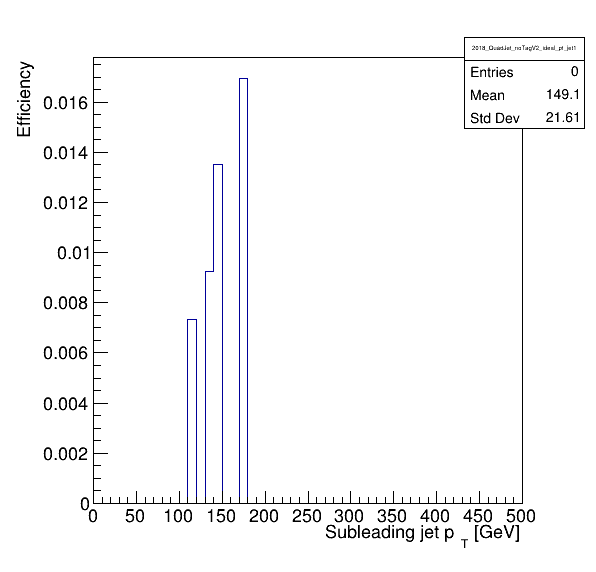 2018_QuadJet_noTagV2_ideal_pt_jet1
Entries 0
Mean 149.1
Std Dev 21.61
Efficiency
0.016
0.014
0.012
0.01
0.008
0.006
0.004
0.002
0
0 50 100 150 200 250 300 350 400 450 500
Subleading jet p T [GeV]